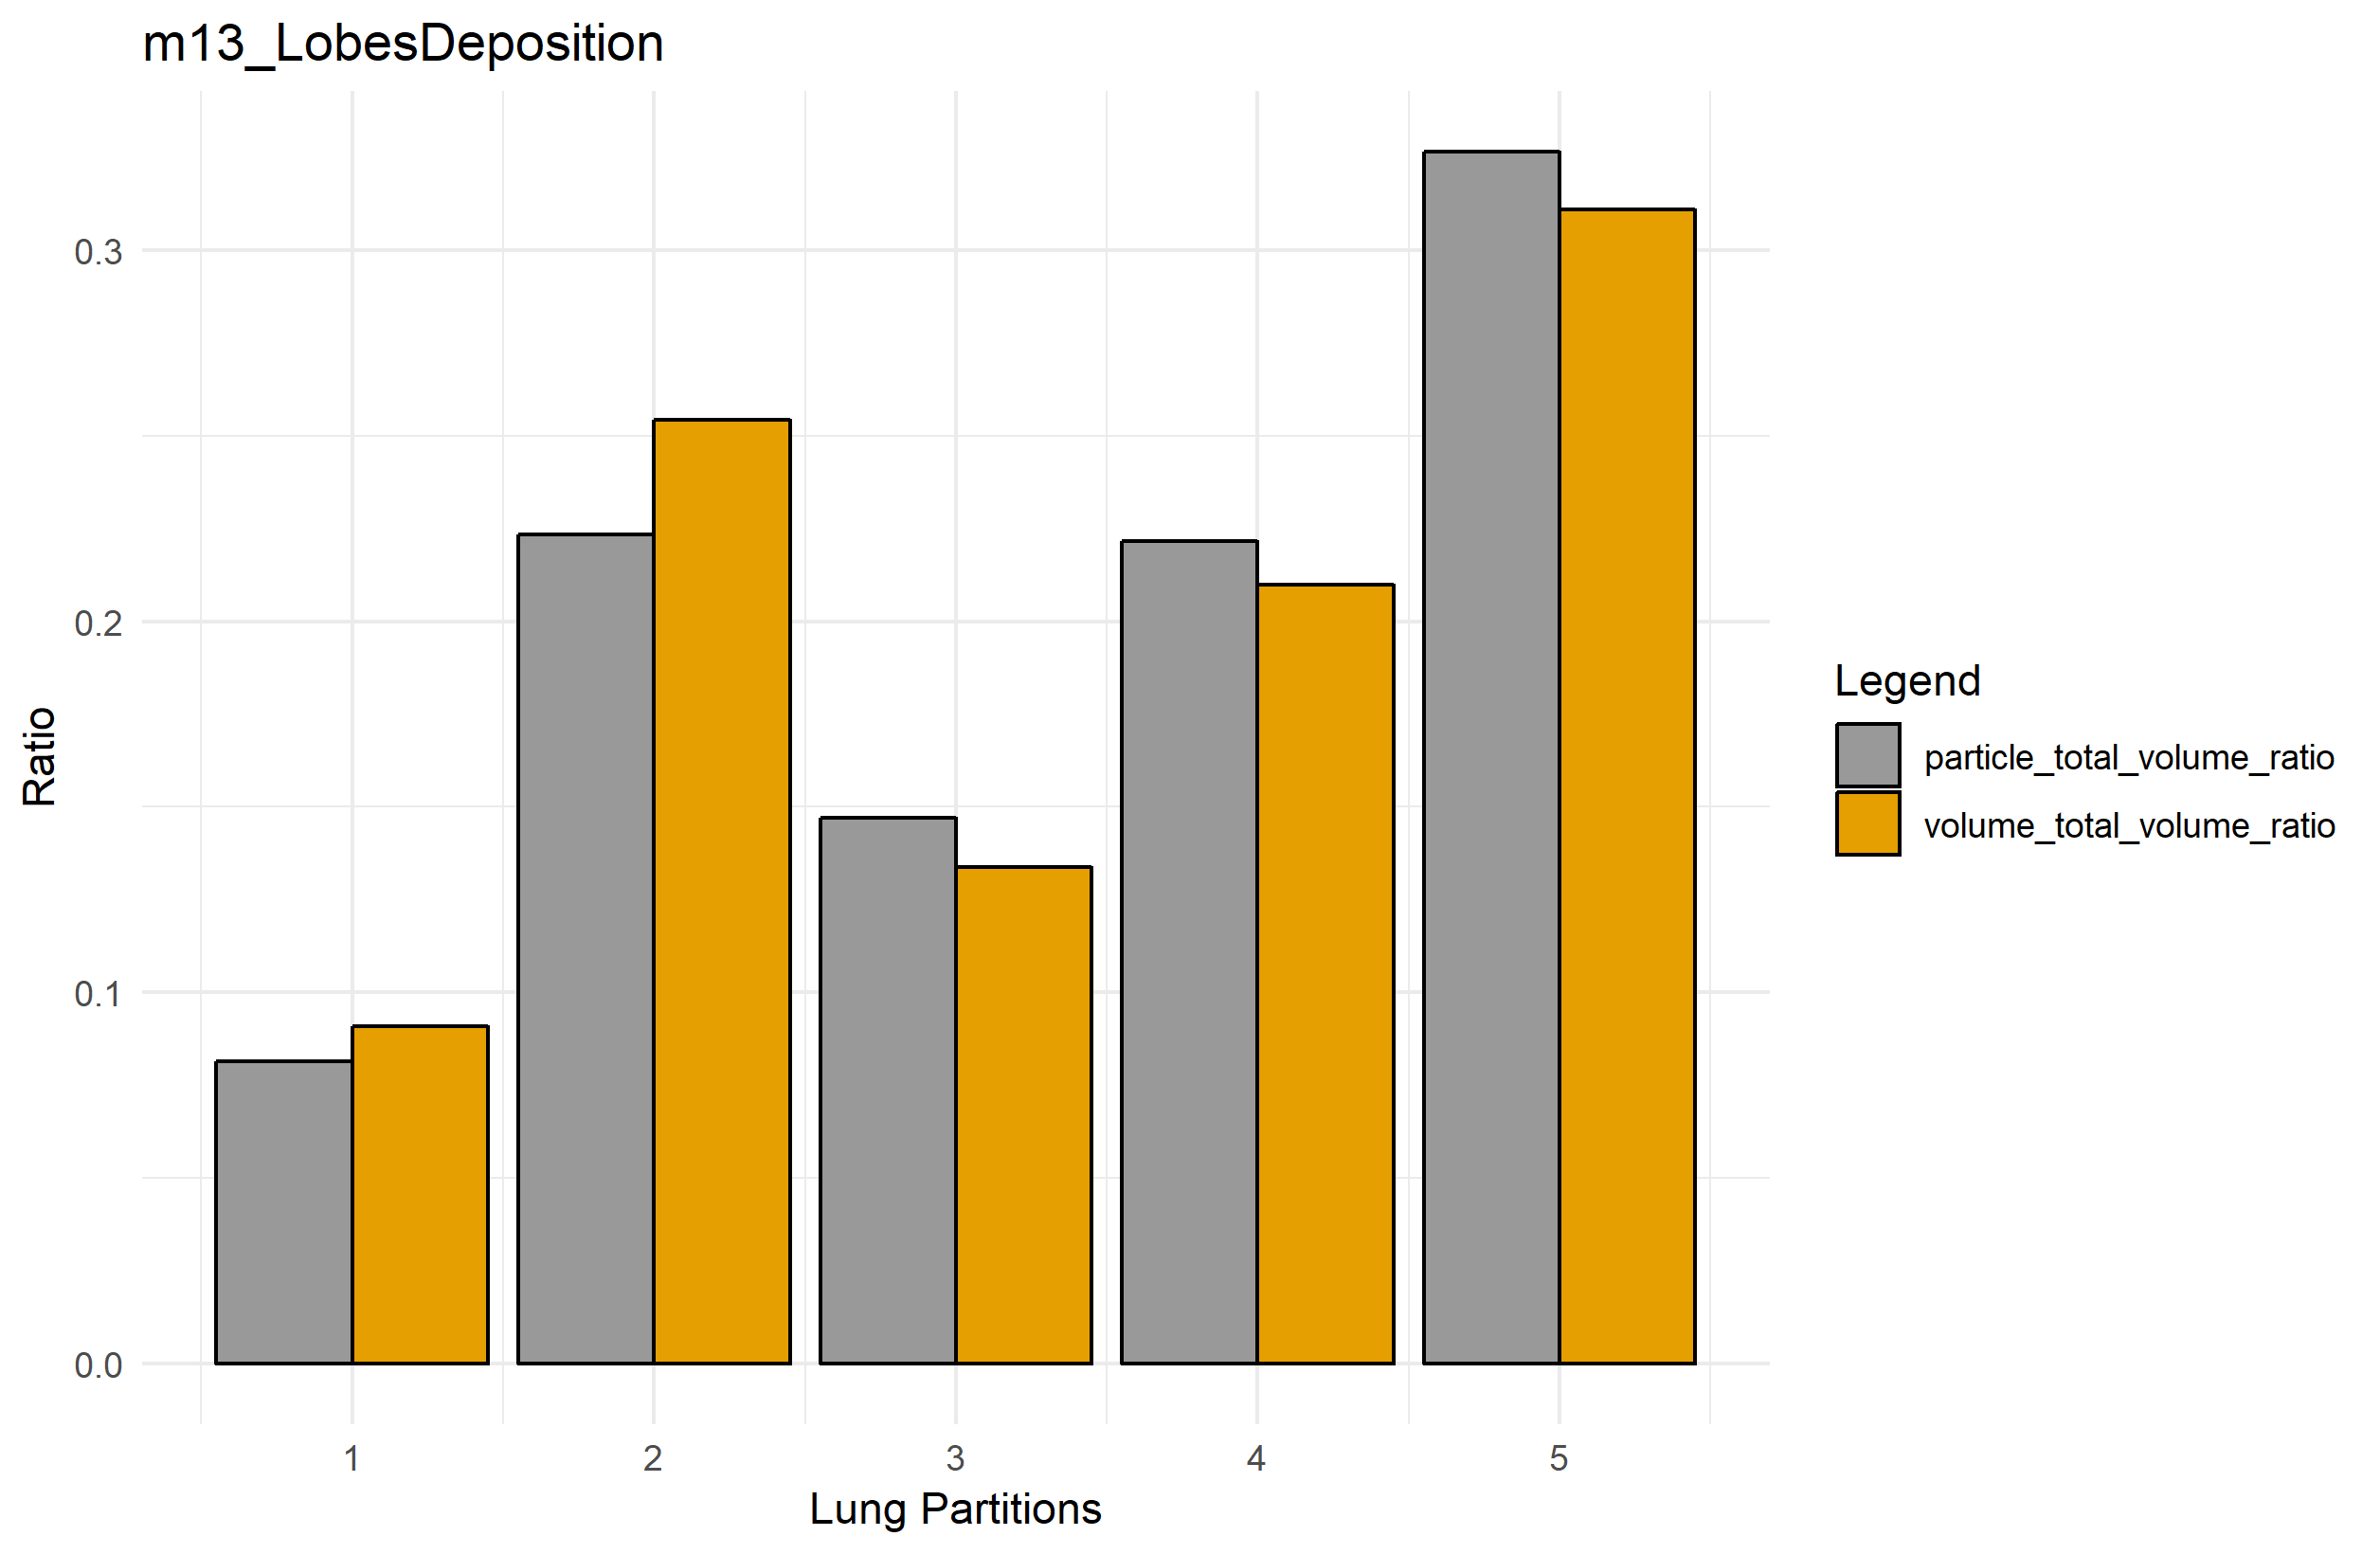 m13_LobesDeposition
Ratio
0.3
0.2
0.1
0.0
1 2 3 4 5
Lung Partitions
Legend
particle_total_volume_ratio
volume_total_volume_ratio